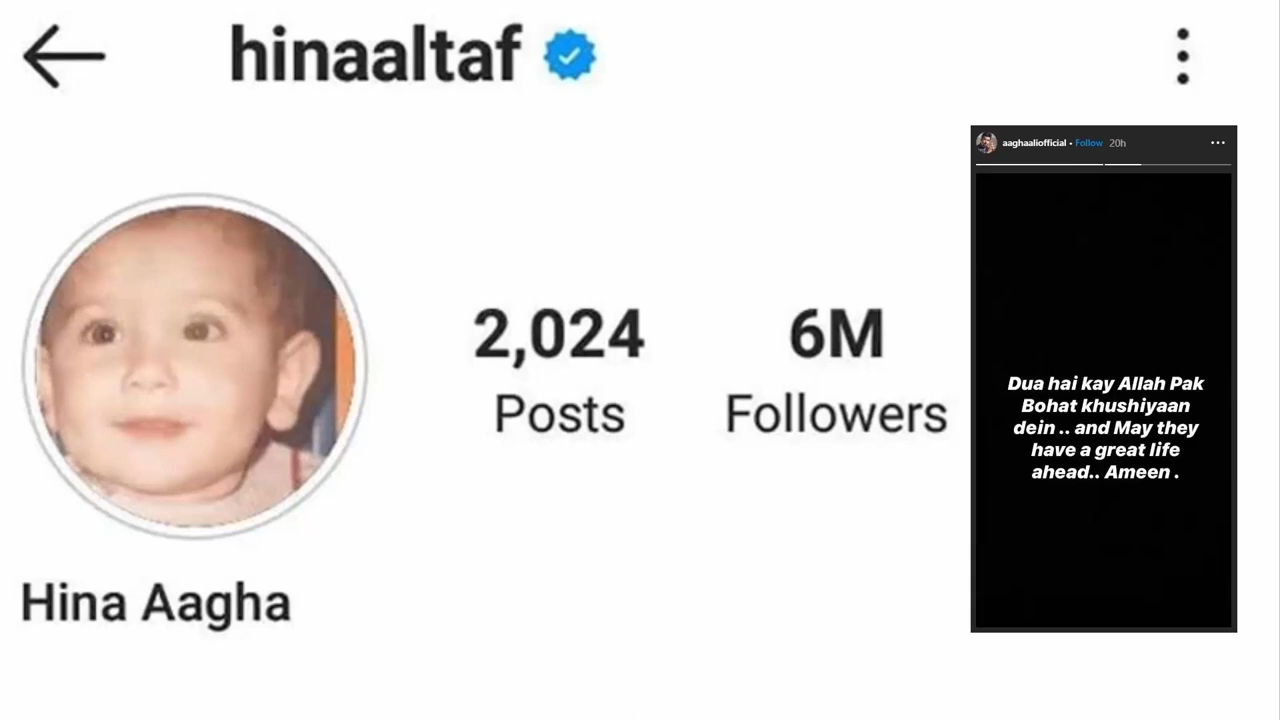 hinaaltaf
2,024
Posts
6M
Followers
Hina Aagha
aaghaaliofficial • Follow 20h
Dua hai kay Allah Pak
Bohat khushiyaan
dein .. and May they
have a great life
ahead.. Ameen .